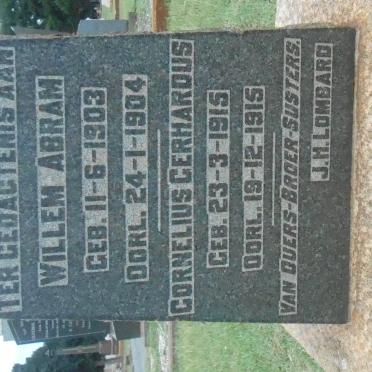 TER GEDACTENIS AAN
WILLEM ABRAM
GEB. 11-6-1903
OORL. 24-1-1904
CORNELIUS GERHARDUS
GEB. 23-3-1915
OORL. 19-12-1915
VAN OUERS-BROER-SUSTERS.
J.H. LOMBARD